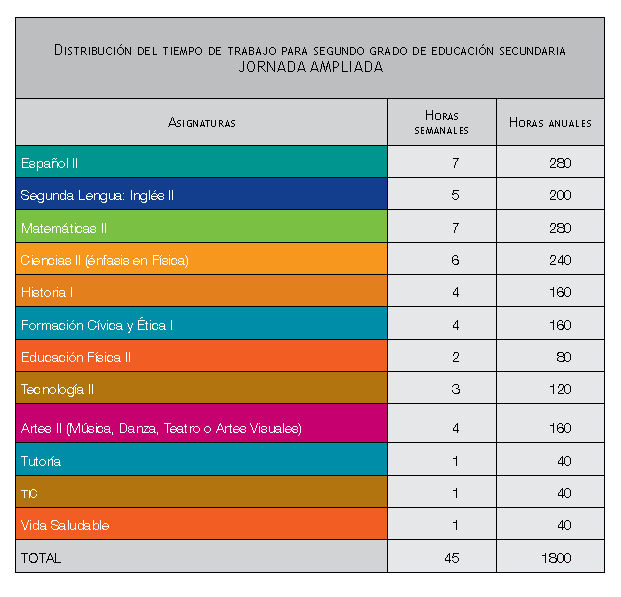 DISTRIBUCIÓN DEL TIEMPO DE TRABAJO PARA SEGUNDO GRADO DE EDUCACIÓN SECUNDARIA
JORNADA AMPLIADA
ASIGNATURAS
HORAS
SEMANALES
HORAS ANUALES
Español II 7 280
Segunda Lengua: Inglés II 5 200
Matemáticas II 7 280
Ciencias II (énfasis en Física) 6 240
Historia I 4 160
Formación Cívica y Ética I 4 160
Educación Física II 2 80
Tecnología II 3 120
Artes II (Música, Danza, Teatro o Artes Visuales) 4 160
Tutoría 1 40
TIC 1 40
Vida Saludable 1 40
TOTAL 45 1800